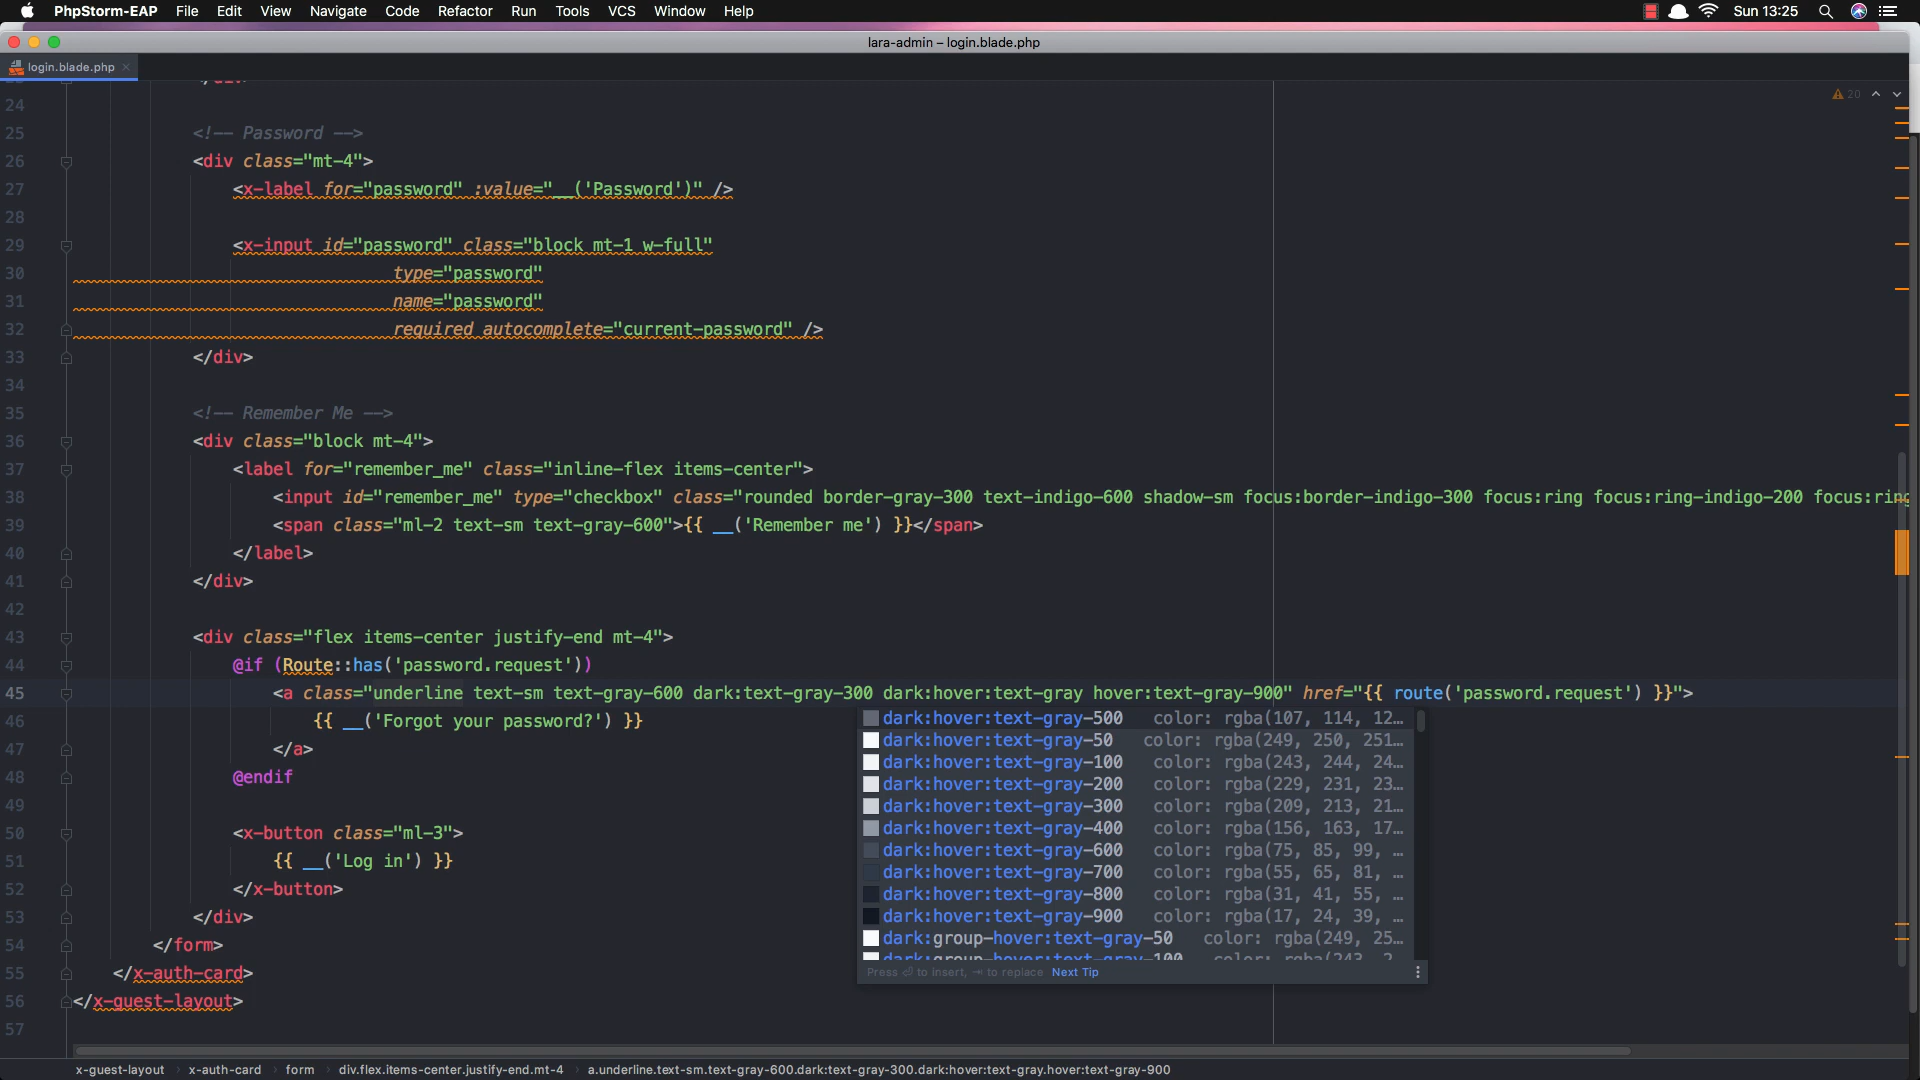 PhpStorm-EAP File Edit View Navigate Code Refactor Run Tools VCS Window Help Sun 13:25
lara-admin – login.blade.php
login.blade.php
20
24
25 <!-- Password -->
26 <div class="mt-4">
27 <x-label for="password" :value="__('Password')" />
28
29 <x-input id="password" class="block mt-1 w-full"
30 type="password"
31 name="password"
32 required autocomplete="current-password" />
33 </div>
34
35 <!-- Remember Me -->
36 <div class="block mt-4">
37 <label for="remember_me" class="inline-flex items-center">
38 <input id="remember_me" type="checkbox" class="rounded border-gray-300 text-indigo-600 shadow-sm focus:border-indigo-300 focus:ring focus:ring-indigo-200 focus:ring
39 <span class="ml-2 text-sm text-gray-600">{{ __('Remember me') }}</span>
40 </label>
41 </div>
42
43 <div class="flex items-center justify-end mt-4">
44 @if (Route::has('password.request'))
45 <a class="underline text-sm text-gray-600 dark:text-gray-300 dark:hover:text-gray hover:text-gray-900" href="{{ route('password.request') }}">
46 {{ __('Forgot your password?') }}
47 </a>
48 @endif
49
50 <x-button class="ml-3">
51 {{ __('Log in') }}
52 </x-button>
53 </div>
54 </form>
55 </x-auth-card>
56 </x-guest-layout>
57
dark:hover:text-gray-500 color: rgba(107, 114, 12…
dark:hover:text-gray-50 color: rgba(249, 250, 251…
dark:hover:text-gray-100 color: rgba(243, 244, 24…
dark:hover:text-gray-200 color: rgba(229, 231, 23…
dark:hover:text-gray-300 color: rgba(209, 213, 21…
dark:hover:text-gray-400 color: rgba(156, 163, 17…
dark:hover:text-gray-600 color: rgba(75, 85, 99, …
dark:hover:text-gray-700 color: rgba(55, 65, 81, …
dark:hover:text-gray-800 color: rgba(31, 41, 55, …
dark:hover:text-gray-900 color: rgba(17, 24, 39, …
dark:group-hover:text-gray-50 color: rgba(249, 25…
dark:group-hover:text-gray-100 color: rgba(243, 2…
Press ⏎ to insert, ⇥ to replace Next Tip
x-guest-layout › x-auth-card › form › div.flex.items-center.justify-end.mt-4 › a.underline.text-sm.text-gray-600.dark:text-gray-300.dark:hover:text-gray.hover:text-gray-900